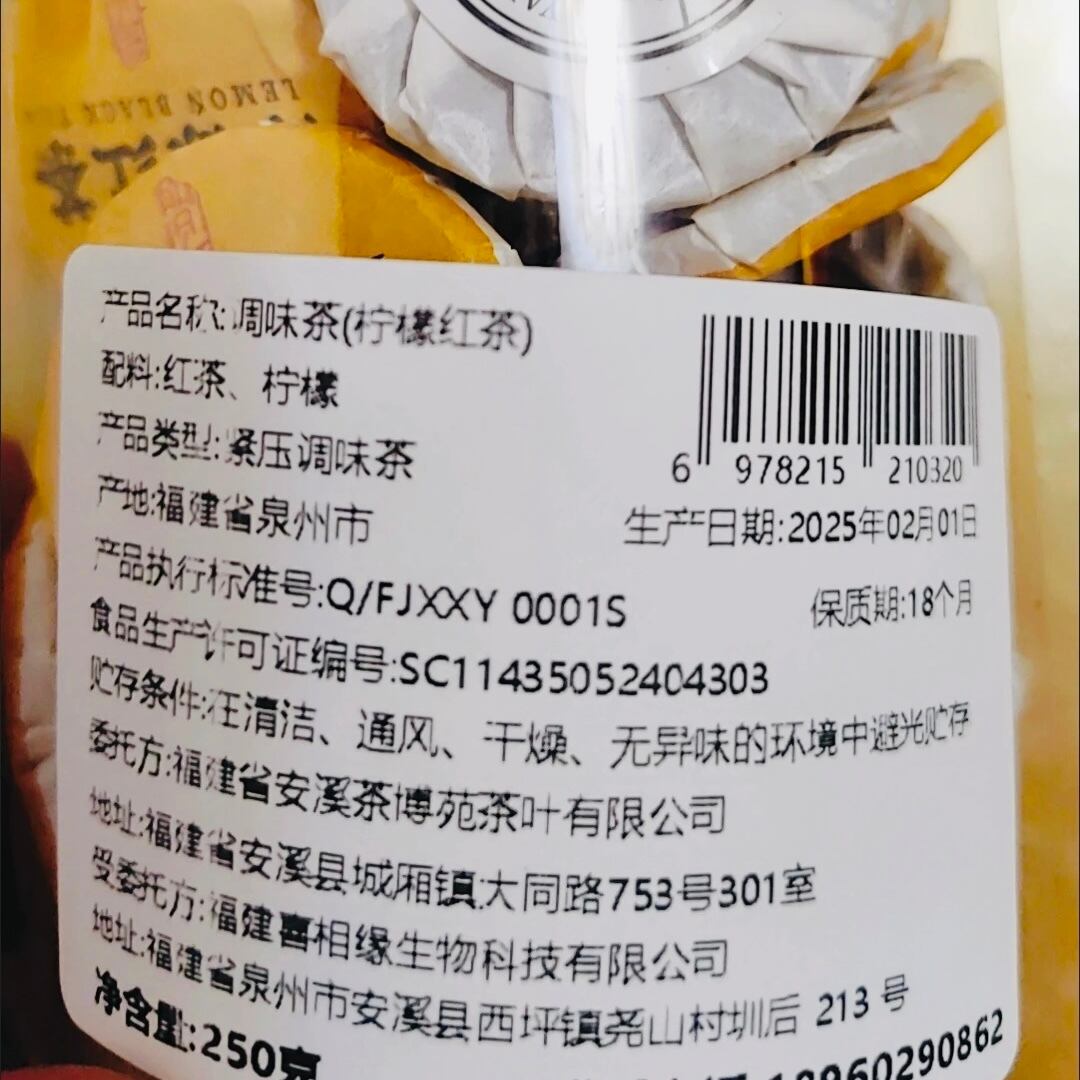 LEMON BLACK
红茶
产品名称:调味茶(柠檬红茶)
配料:红茶、柠檬
产品类型:紧压调味茶
产地:福建省泉州市
6 978215 210320
生产日期:2025年02月01日
产品执行标准号:Q/FJXXY 0001S
保质期:18个月
食品生产许可证编号:SC11435052404303
贮存条件:在清洁、通风、干燥、无异味的环境中避光贮存
委托方:福建省安溪茶博苑茶叶有限公司
地址:福建省安溪县城厢镇大同路753号301室
受委托方:福建喜相缘生物科技有限公司
地址:福建省泉州市安溪县西坪镇尧山村圳后 213 号
净含量:250克
18960290862